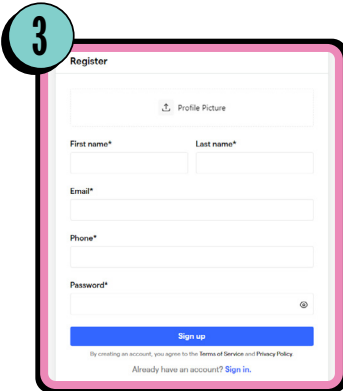 3
Register
Profile Picture
First name* Last name*
Email*
Phone*
Password*
Sign up
By creating an account, you agree to the Terms of Service and Privacy Policy.
Already have an account? Sign in.